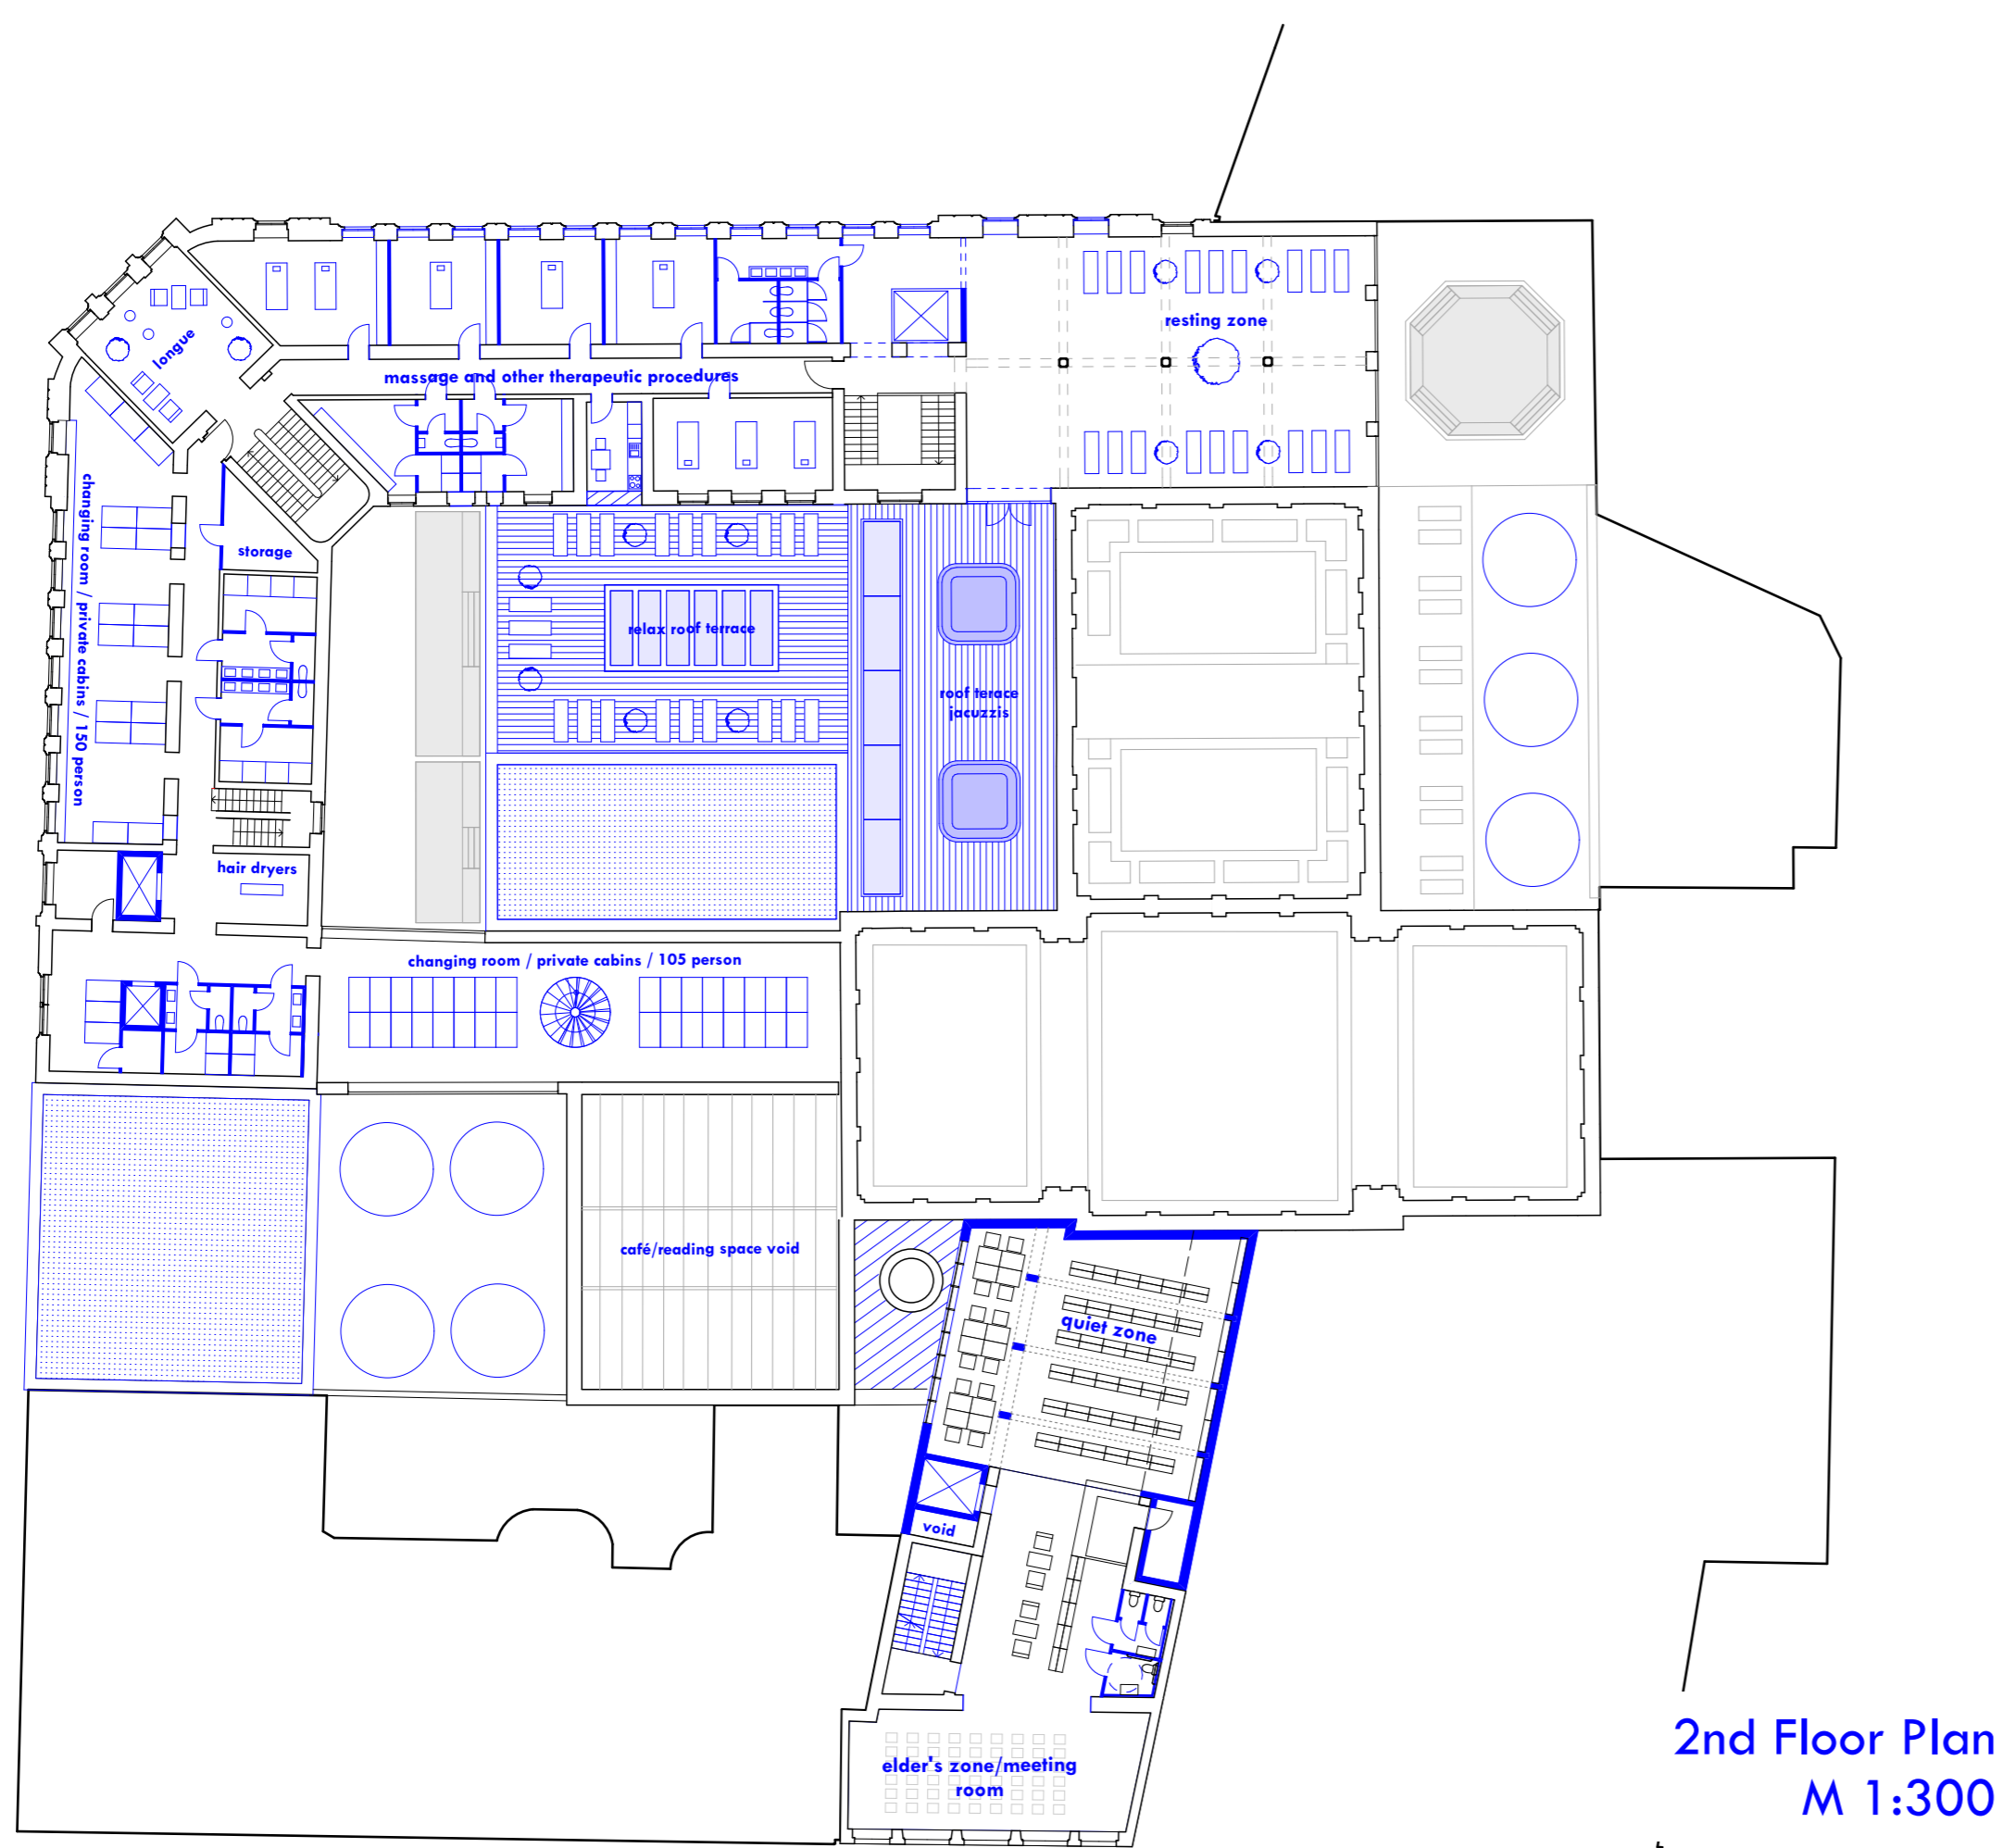 resting zone
longue
massage and other therapeutic procedures
changing room / private cabins / 150 person
storage
relax roof terrace
roof terace
jacuzzis
hair dryers
changing room / private cabins / 105 person
café/reading space void
quiet zone
void
elder's zone/meeting
room
2nd Floor Plan
M 1:300